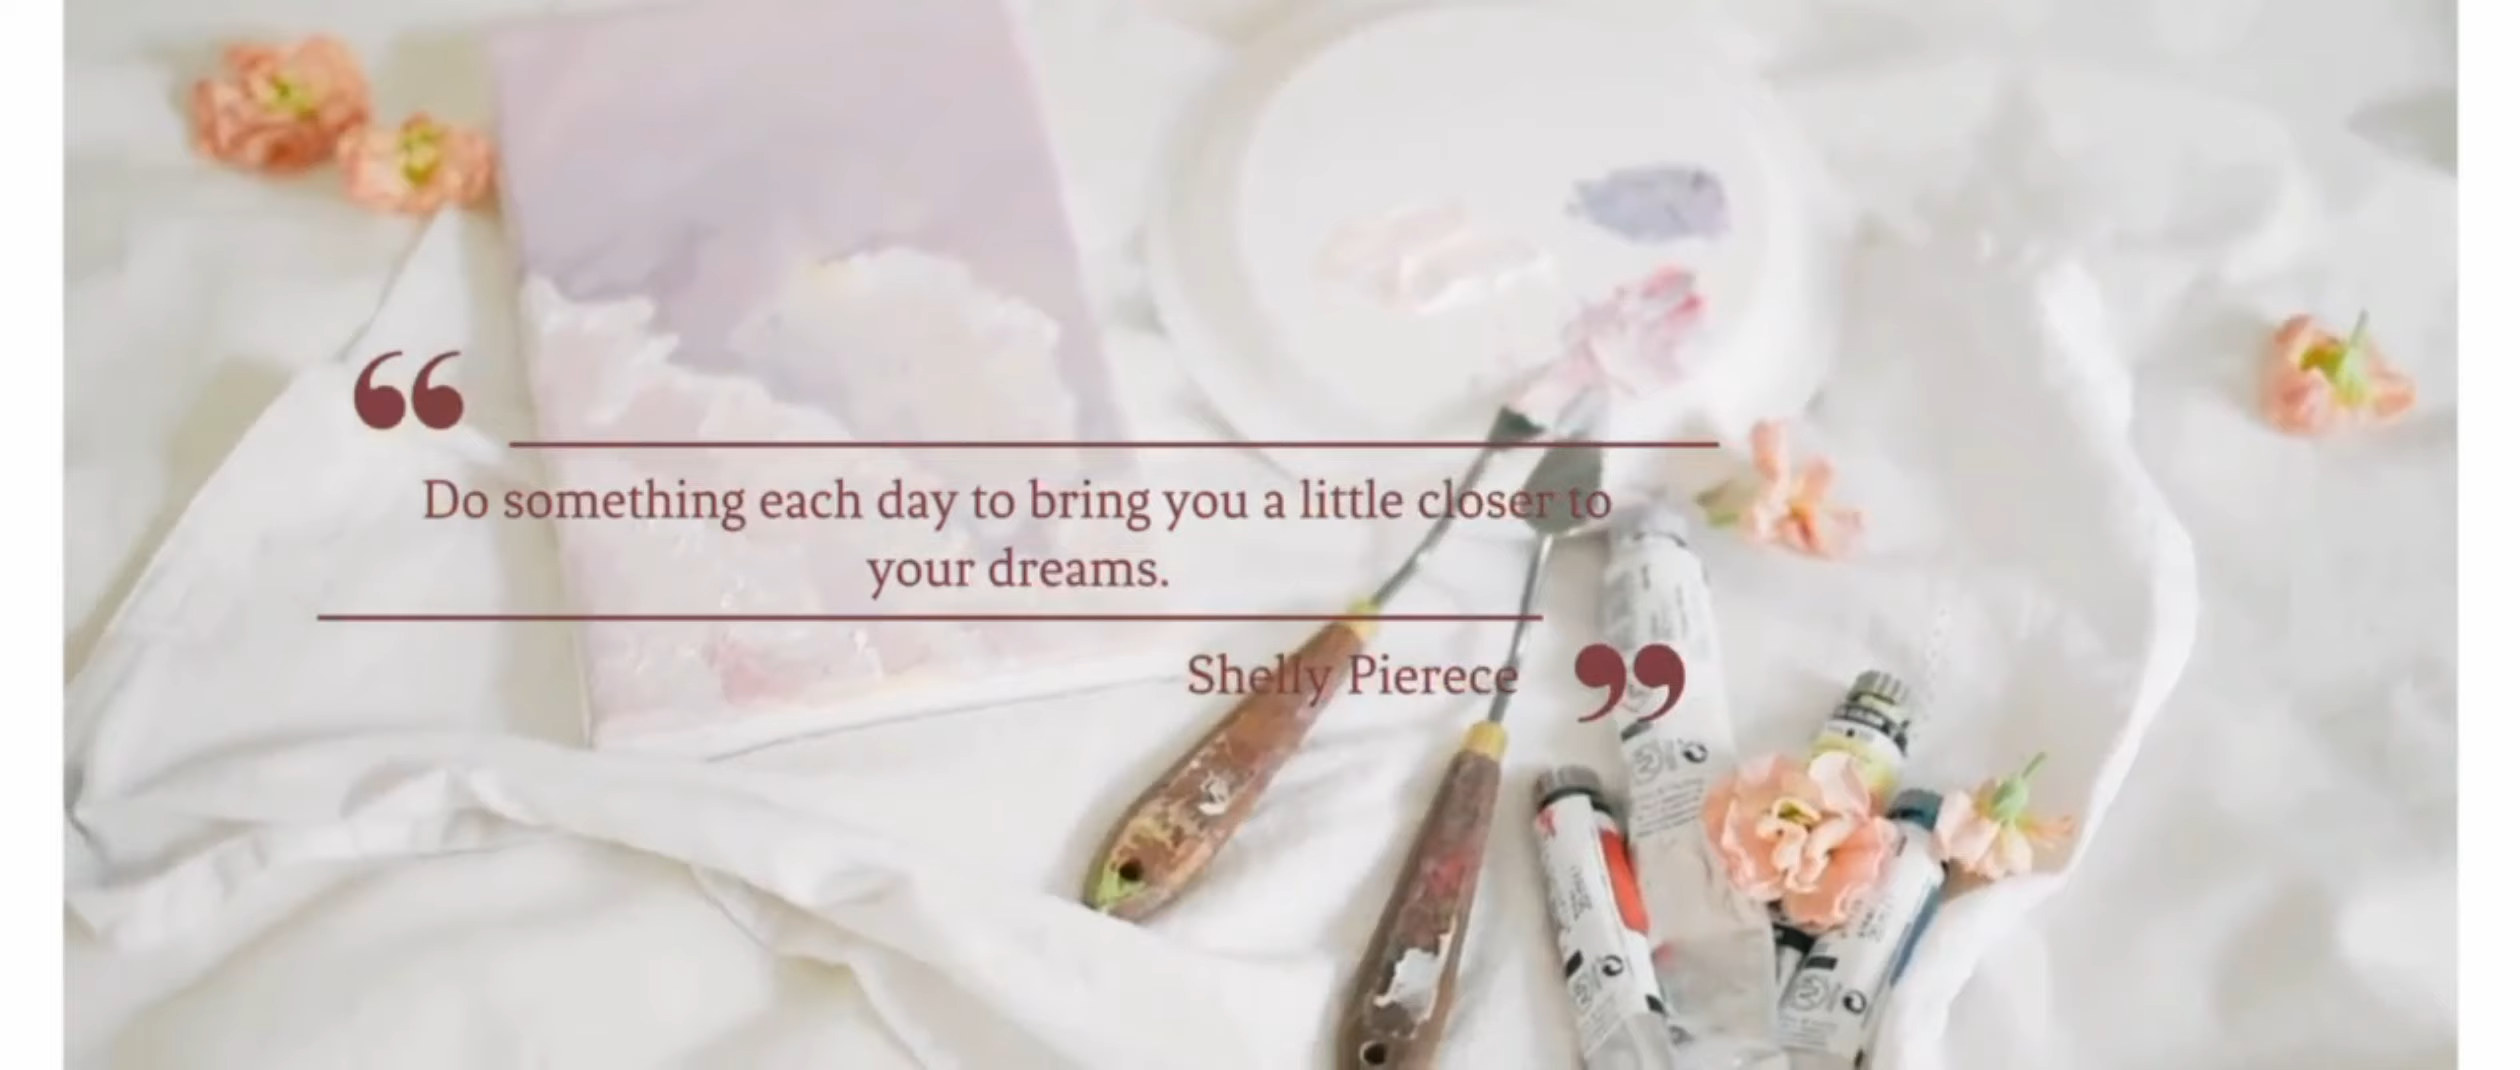 “
Do something each day to bring you a little closer to
your dreams.
Shelly Pierece ”